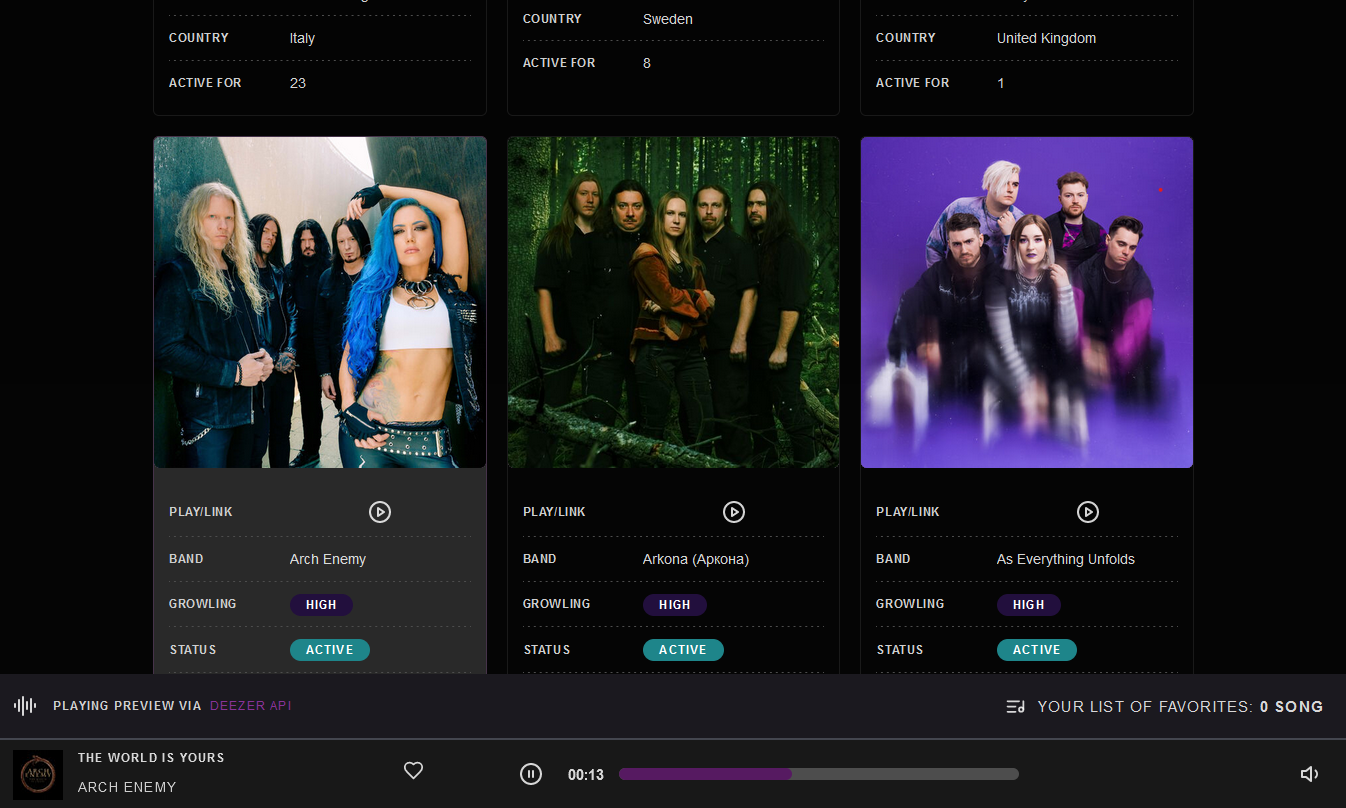 COUNTRY Italy
ACTIVE FOR 23
COUNTRY Sweden
ACTIVE FOR 8
COUNTRY United Kingdom
ACTIVE FOR 1
PLAY/LINK
BAND Arch Enemy
GROWLING HIGH
STATUS ACTIVE
PLAY/LINK
BAND Arkona (Аркона)
GROWLING HIGH
STATUS ACTIVE
PLAY/LINK
BAND As Everything Unfolds
GROWLING HIGH
STATUS ACTIVE
PLAYING PREVIEW VIA DEEZER API
YOUR LIST OF FAVORITES: 0 SONG
THE WORLD IS YOURS
ARCH ENEMY
00:13
ARCH
ENEMY